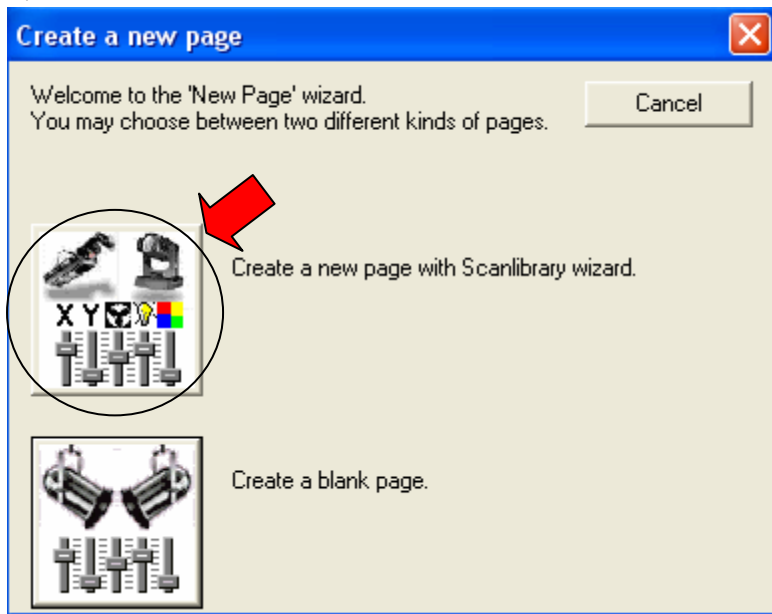 Create a new page
Welcome to the 'New Page' wizard.
You may choose between two different kinds of pages.
Cancel
Create a new page with Scanlibrary wizard.
X Y
Create a blank page.